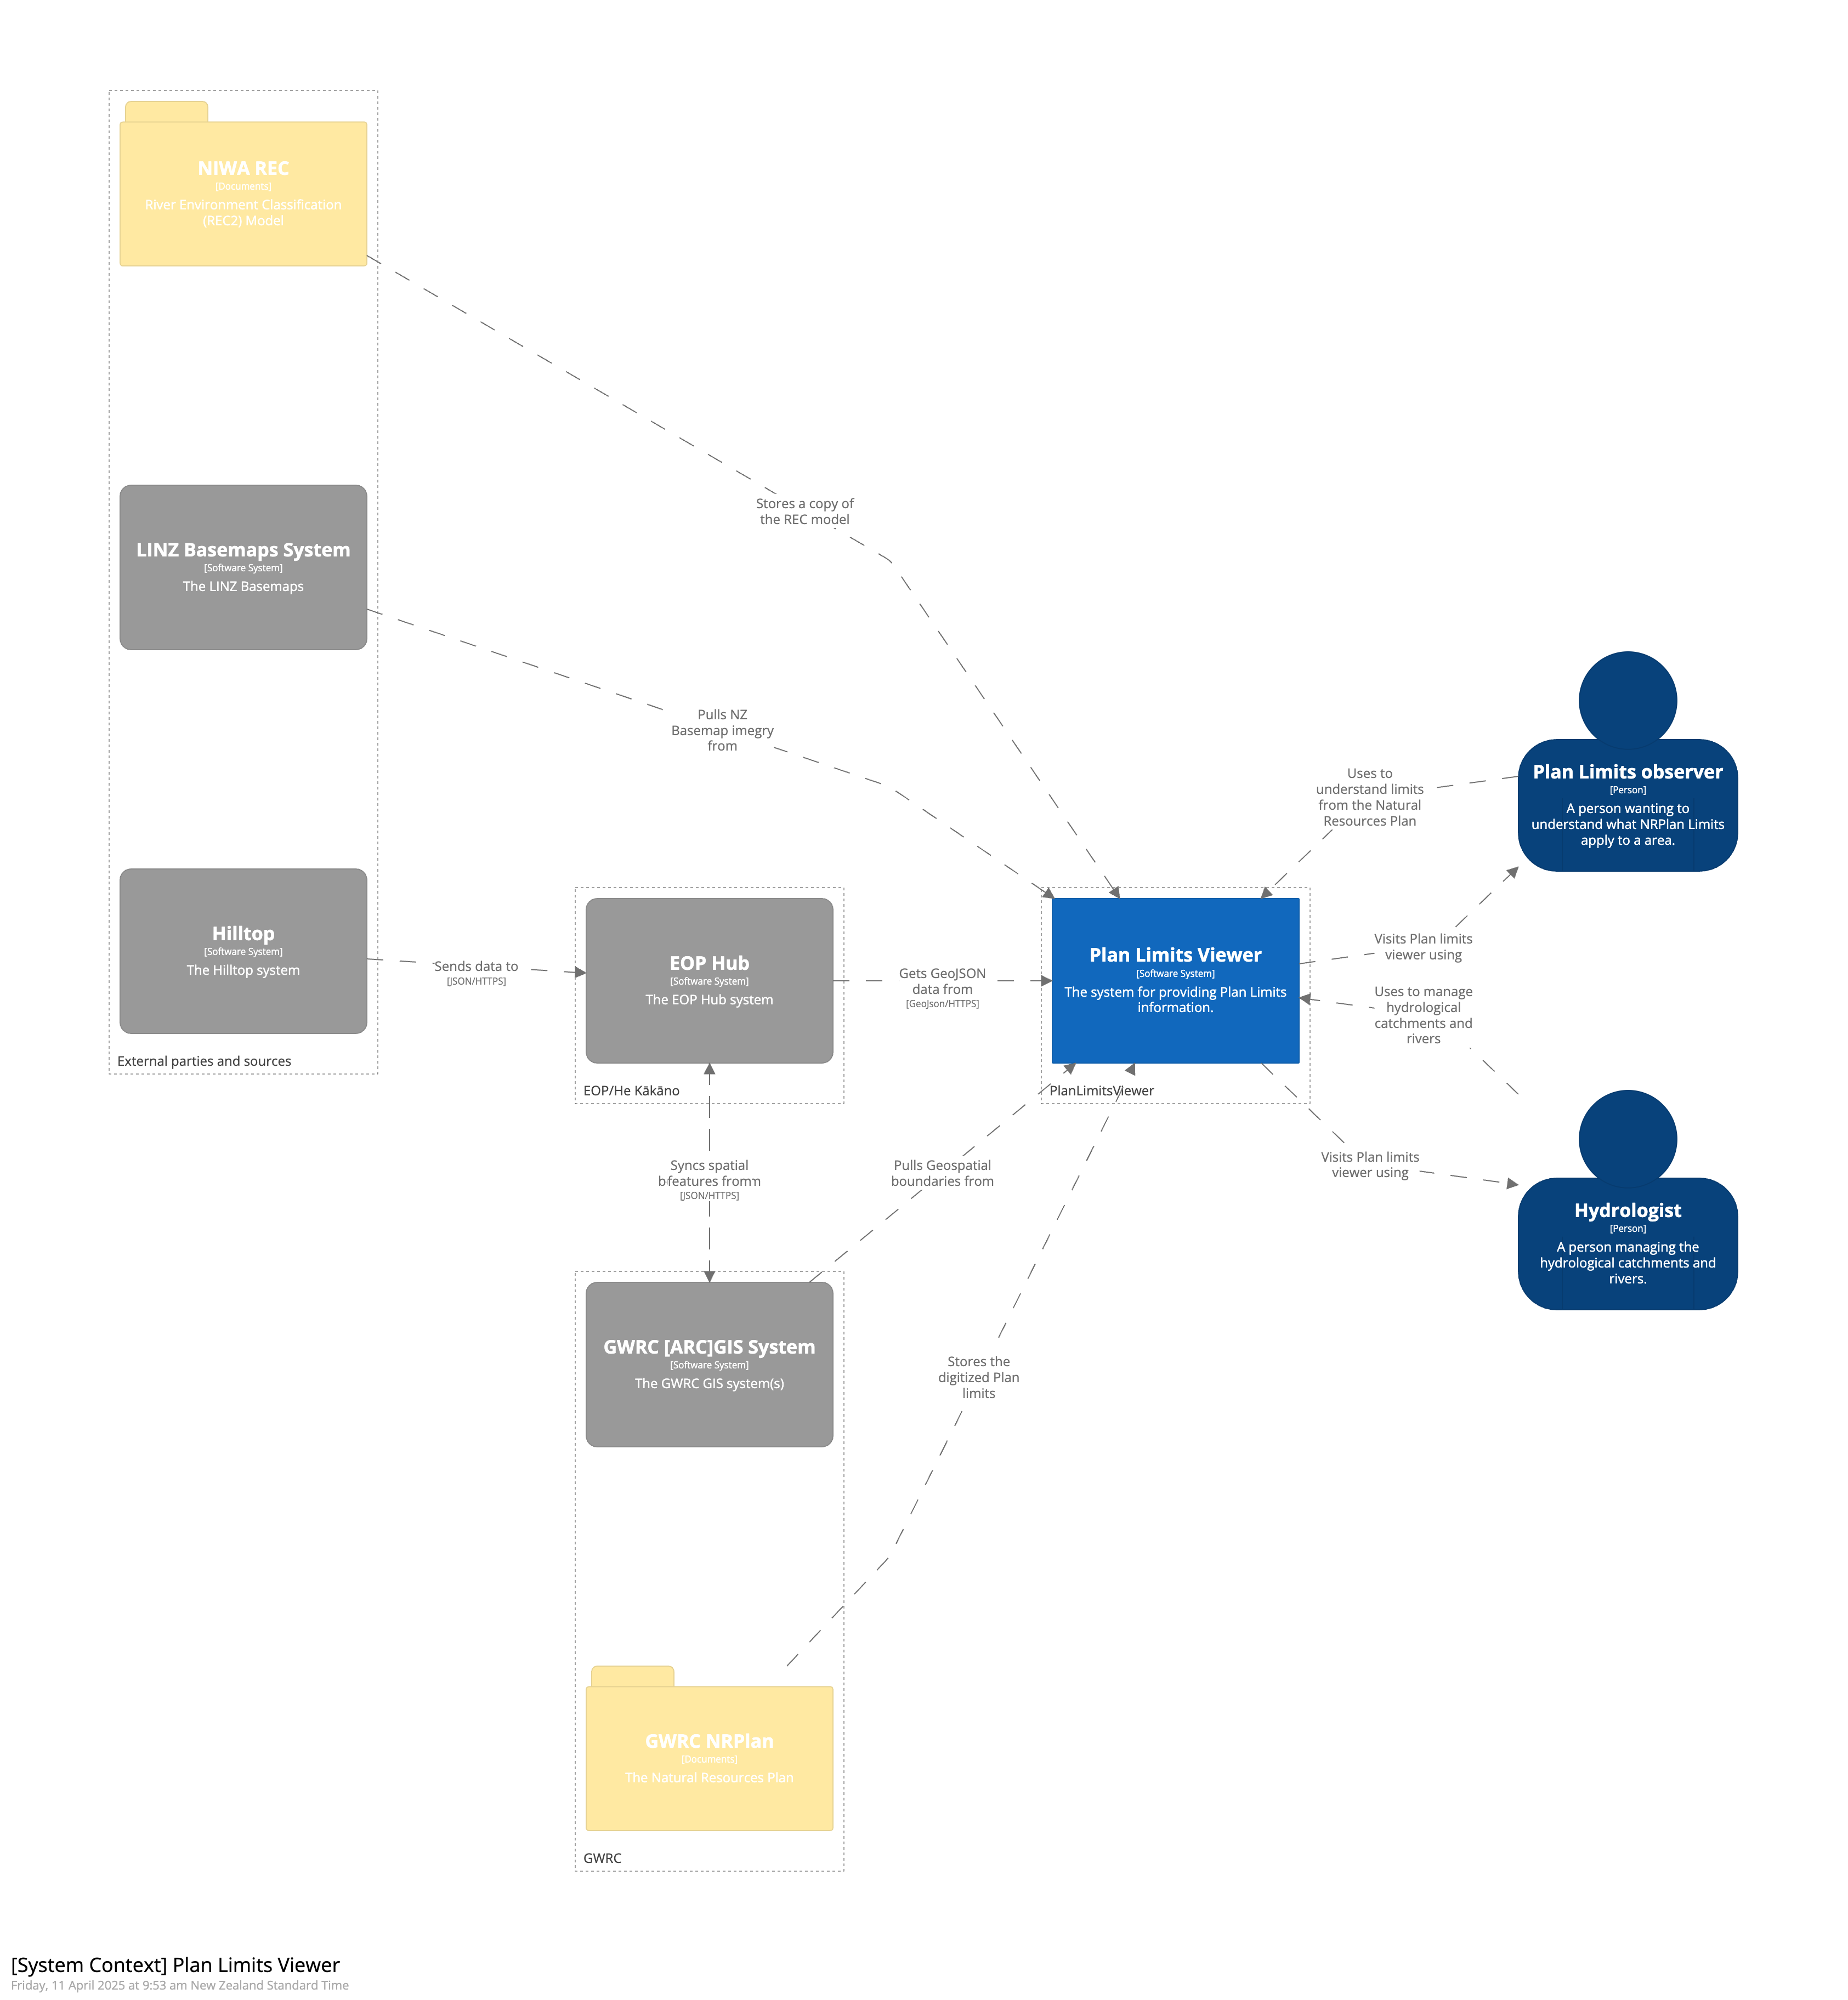 NIWA REC
[Documents]
River Environment Classification
(REC2) Model
LINZ Basemaps System
[Software System]
The LINZ Basemaps
Hilltop
[Software System]
The Hilltop system
External parties and sources
Stores a copy of
the REC model
Pulls NZ
Basemap imegry
from
Sends data to
[JSON/HTTPS]
EOP Hub
[Software System]
The EOP Hub system
EOP/He Kākāno
Gets GeoJSON
data from
[GeoJson/HTTPS]
Plan Limits Viewer
[Software System]
The system for providing Plan Limits
information.
PlanLimitsViewer
Uses to
understand limits
from the Natural
Resources Plan
Visits Plan limits
viewer using
Uses to manage
hydrological
catchments and
rivers
Visits Plan limits
viewer using
Plan Limits observer
[Person]
A person wanting to
understand what NRPlan Limits
apply to a area.
Hydrologist
[Person]
A person managing the
hydrological catchments and
rivers.
Syncs spatial
features from
[JSON/HTTPS]
Pulls Geospatial
boundaries from
Stores the
digitized Plan
limits
GWRC [ARC]GIS System
[Software System]
The GWRC GIS system(s)
GWRC NRPlan
[Documents]
The Natural Resources Plan
GWRC
[System Context] Plan Limits Viewer
Friday, 11 April 2025 at 9:53 am New Zealand Standard Time